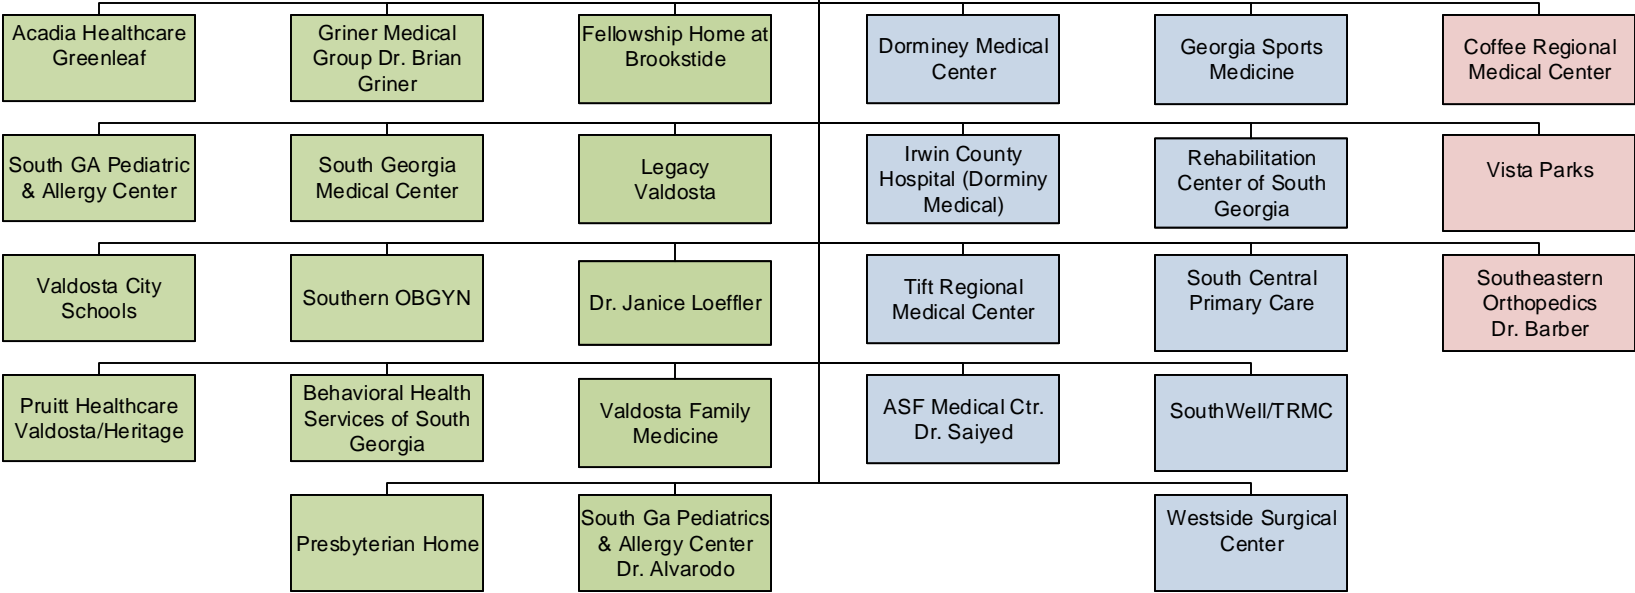 Acadia Healthcare
Greenleaf
Griner Medical
Group Dr. Brian
Griner
Fellowship Home at
Brookstide
Dorminey Medical
Center
Georgia Sports
Medicine
Coffee Regional
Medical Center
South GA Pediatric
& Allergy Center
South Georgia
Medical Center
Legacy
Valdosta
Irwin County
Hospital (Dorminy
Medical)
Rehabilitation
Center of South
Georgia
Vista Parks
Valdosta City
Schools
Southern OBGYN
Dr. Janice Loeffler
Tift Regional
Medical Center
South Central
Primary Care
Southeastern
Orthopedics
Dr. Barber
Pruitt Healthcare
Valdosta/Heritage
Behavioral Health
Services of South
Georgia
Valdosta Family
Medicine
ASF Medical Ctr.
Dr. Saiyed
SouthWell/TRMC
Presbyterian Home
South Ga Pediatrics
& Allergy Center
Dr. Alvarodo
Westside Surgical
Center